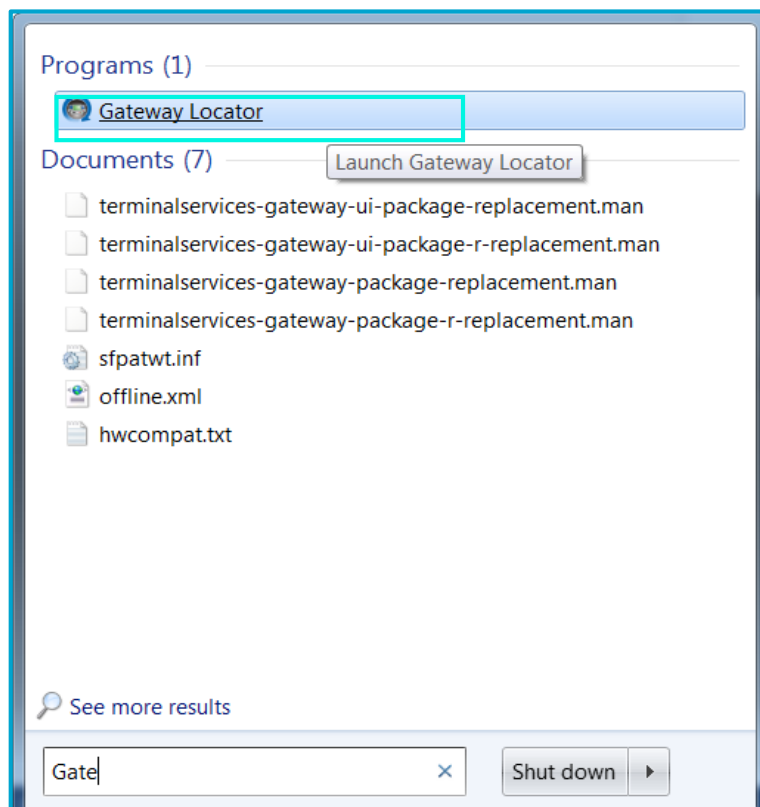 Programs (1)
Gateway Locator
Documents (7)
Launch Gateway Locator
terminalservices-gateway-ui-package-replacement.man
terminalservices-gateway-ui-package-r-replacement.man
terminalservices-gateway-package-replacement.man
terminalservices-gateway-package-r-replacement.man
sfpatwt.inf
offline.xml
hwcompat.txt
See more results
Gate
Shut down